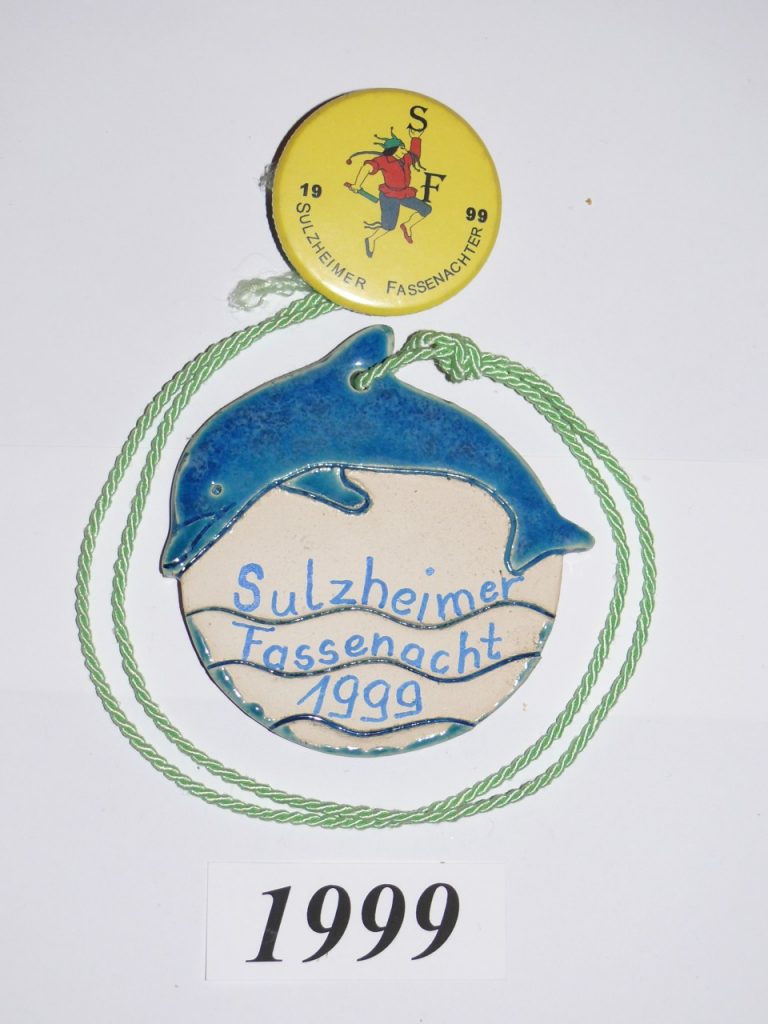 S
F
19 99
SULZHEIMER FASSENACHTER
Sulzheimer
Fassenacht
1999
1999